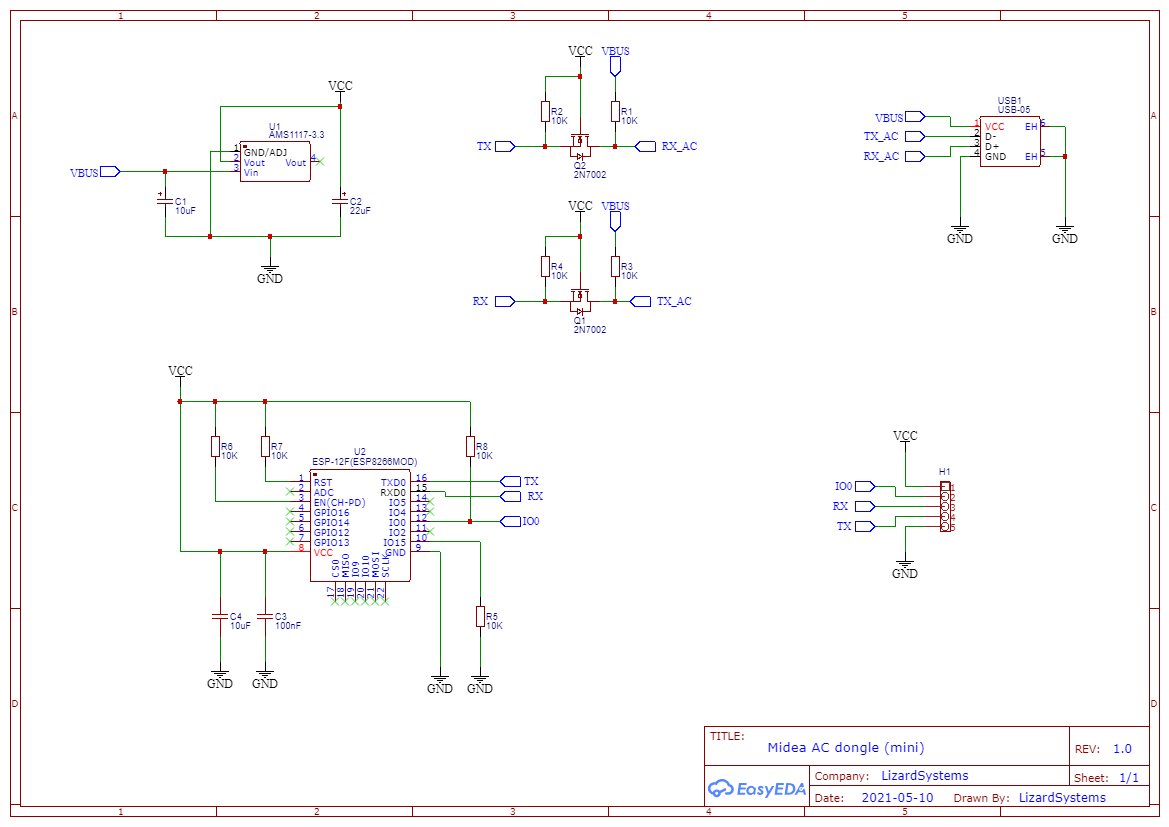 1 2 3 4 5
A
B
C
D
VCC
U1
AMS1117-3.3
GND/ADJ
Vout
Vin
Vout
1
2
3
4
VBUS
C1
10uF
C2
22uF
GND
VCC VBUS
R2
10K
R1
10K
TX
RX_AC
Q2
2N7002
VCC VBUS
R4
10K
R3
10K
RX
TX_AC
Q1
2N7002
USB1
USB-05
VBUS
TX_AC
RX_AC
1 VCC
2 D-
3 D+
4 GND
EH 6
EH 5
GND
GND
VCC
R6
10K
R7
10K
R8
10K
U2
ESP-12F(ESP8266MOD)
1 RST
2 ADC
3 EN(CH-PD)
4 GPIO16
5 GPIO14
6 GPIO12
7 GPIO13
8 VCC
TXD0 16
RXD0 15
IO5 14
IO4 13
IO0 12
IO2 11
IO15 10
GND 9
CS0
MISO
IO9
IO10
MOSI
SCLK
17
18
19
20
21
22
TX
RX
IO0
C4
10uF
C3
100nF
R5
10K
GND
GND
GND
GND
VCC
H1
IO0
RX
TX
1
2
3
4
5
GND
A
B
C
D
TITLE:
Midea AC dongle (mini)
REV: 1.0
EasyEDA
Company: LizardSystems
Sheet: 1/1
Date: 2021-05-10 Drawn By: LizardSystems
1 2 3 4 5